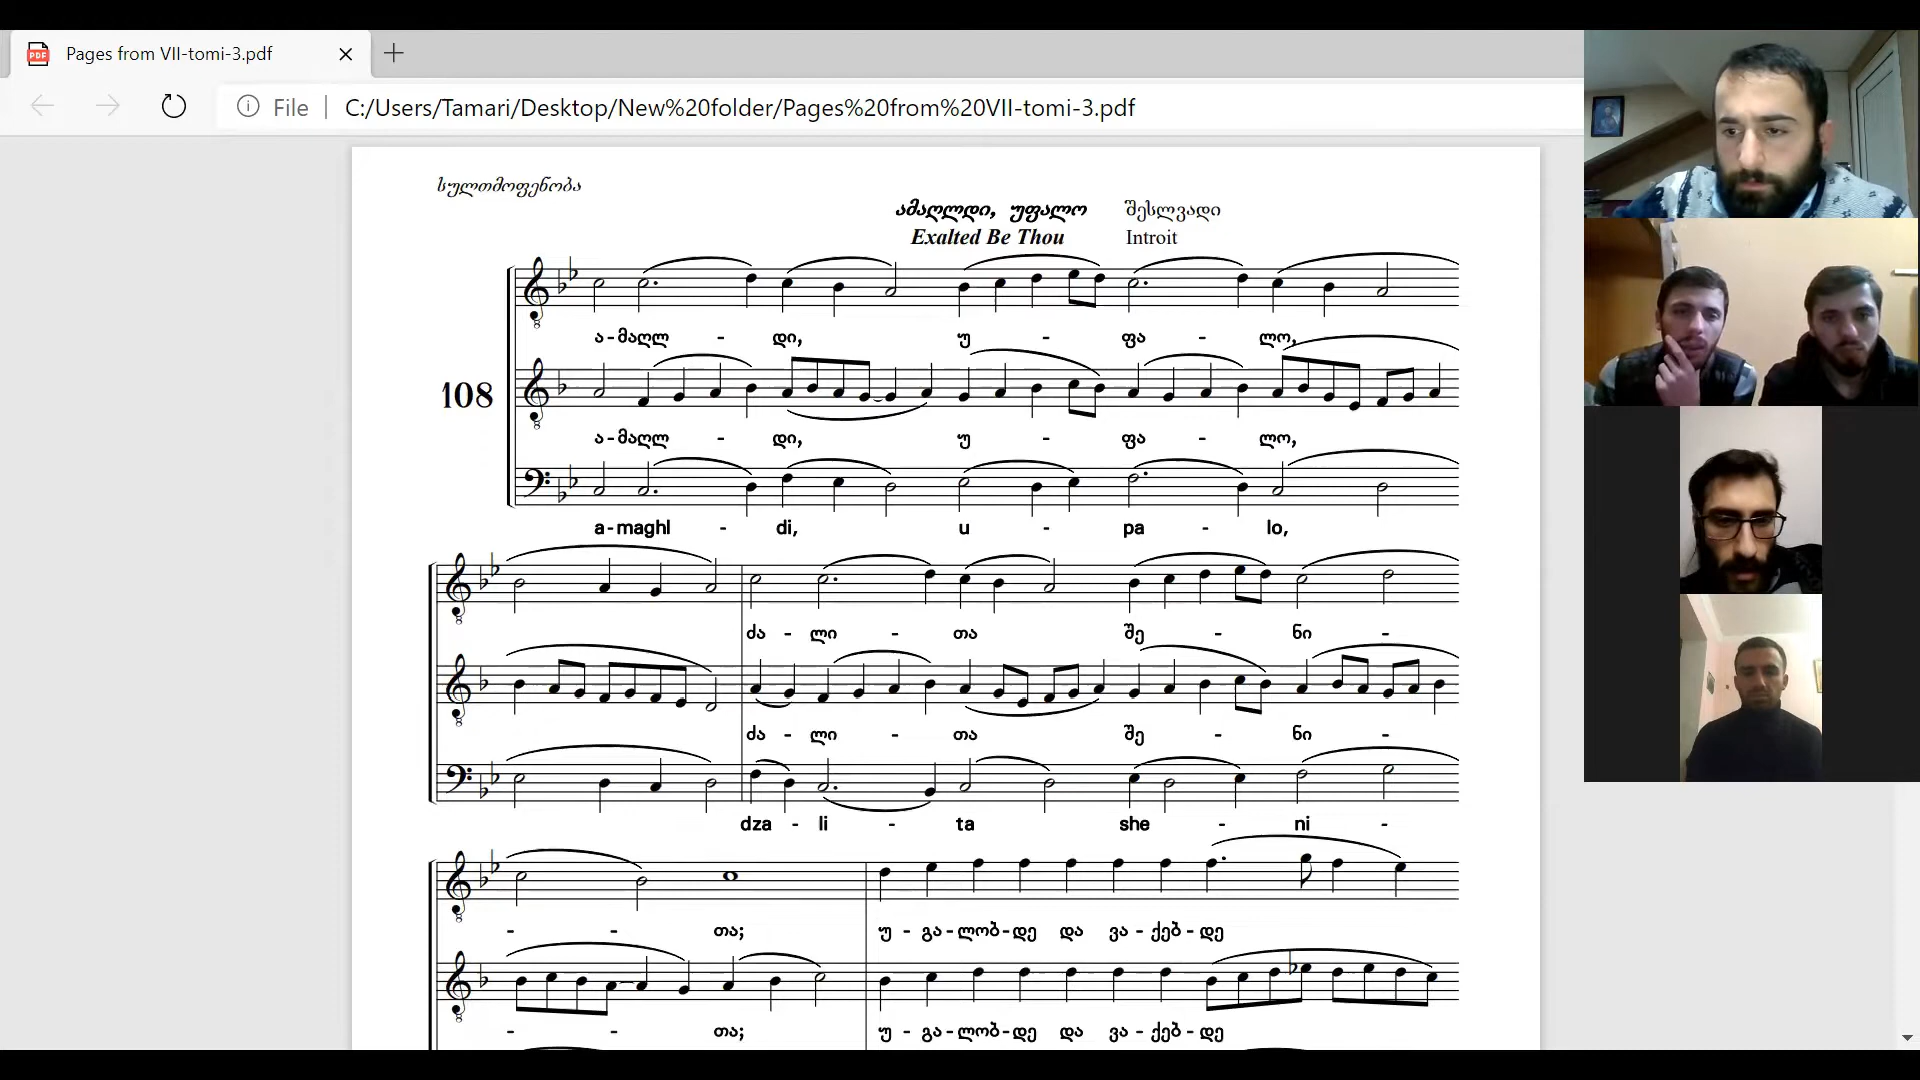 Pages from VII-tomi-3.pdf
File | C:/Users/Tamari/Desktop/New%20folder/Pages%20from%20VII-tomi-3.pdf
სულთმოფენობა
ამაღლდი, უფალო შესლვადი
Exalted Be Thou Introit
ა-მაღლ - დი, უ - ფა - ლო,
108
ა-მაღლ - დი, უ - ფა - ლო,
a-maghl - di, u - pa - lo,
ძა - ლი - თა შე - ნი -
ძა - ლი - თა შე - ნი -
dza - li - ta she - ni -
- - თა; უ - გა-ლობ-დე და ვა - ქებ - დე
- - თა; უ - გა-ლობ-დე და ვა - ქებ - დე